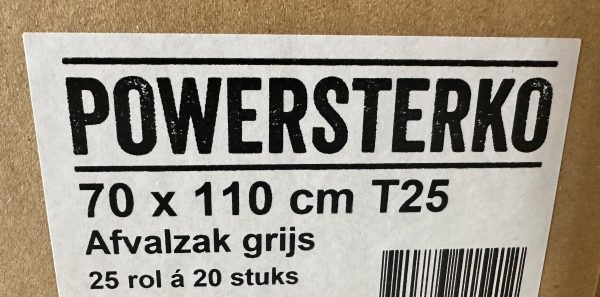 POWERSTERKO
70 x 110 cm T25
Afvalzak grijs
25 rol á 20 stuks